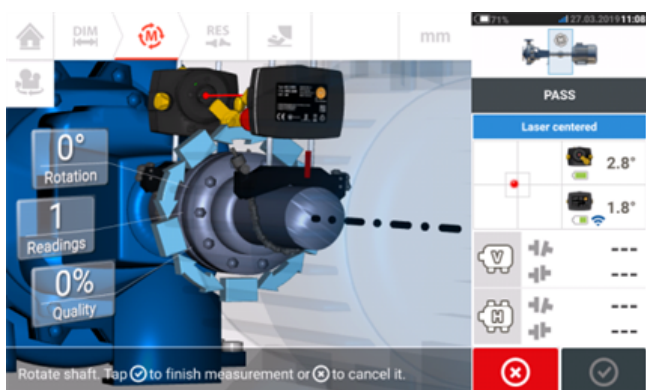 DIM
M
RES
mm
0°
Rotation
1
Readings
0%
Quality
Rotate shaft. Tap to finish measurement or to cancel it.
71%
27.03.2019 11:08
PASS
Laser centered
2.8°
1.8°
V
---
---
H
---
---